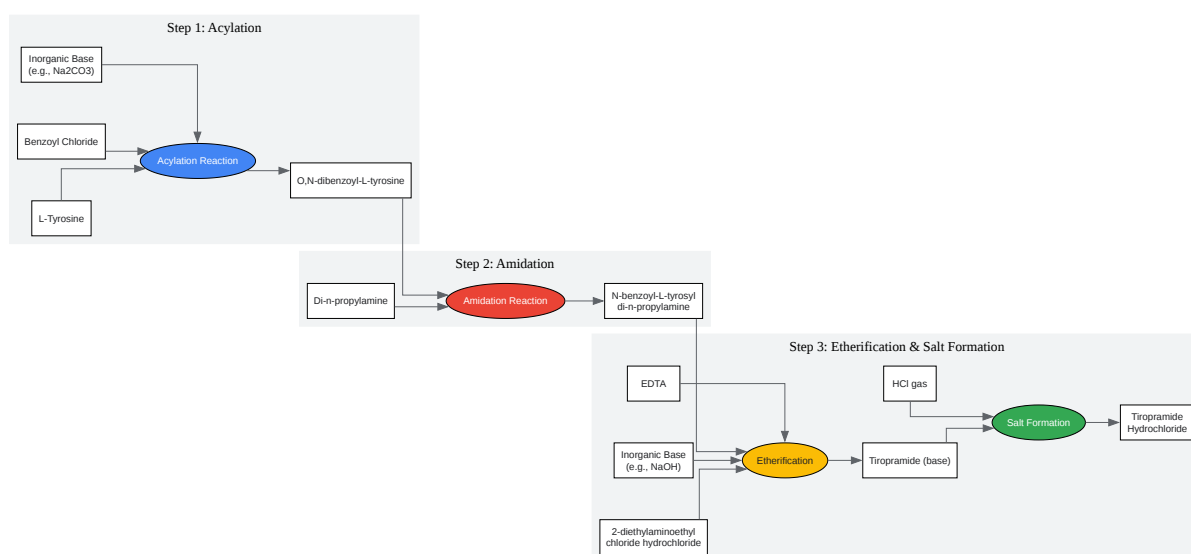 Step 1: Acylation
Inorganic Base
(e.g., Na2CO3)
Benzoyl Chloride
Acylation Reaction
L-Tyrosine
O,N-dibenzoyl-L-tyrosine
Step 2: Amidation
Di-n-propylamine
Amidation Reaction
N-benzoyl-L-tyrosyl
di-n-propylamine
Step 3: Etherification & Salt Formation
EDTA
HCl gas
Inorganic Base
(e.g., NaOH)
Etherification
Tiropramide (base)
Salt Formation
Tiropramide
Hydrochloride
2-diethylaminoethyl
chloride hydrochloride